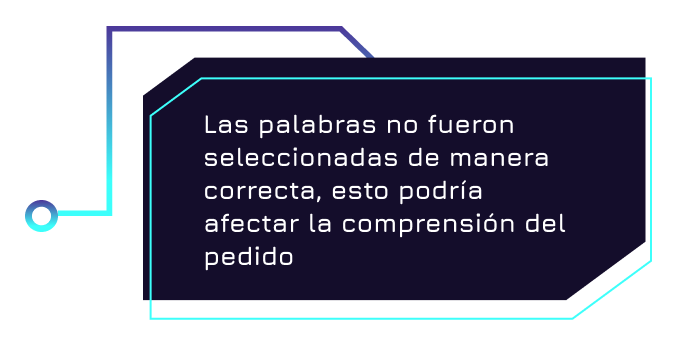 Las palabras no fueron
seleccionadas de manera
correcta, esto podría
afectar la comprensión del
pedido